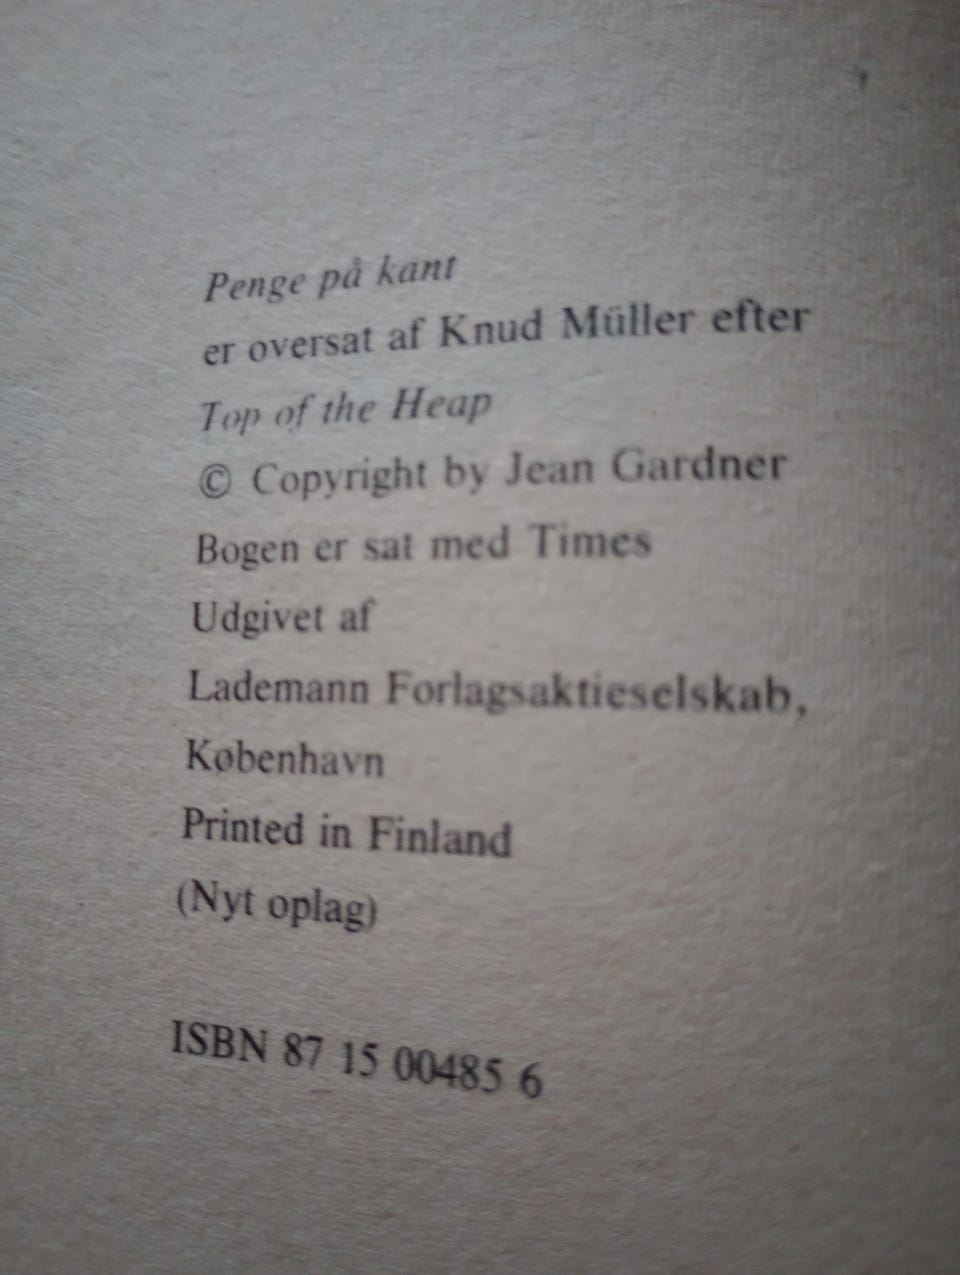 Penge på kant
er oversat af Knud Müller efter
Top of the Heap
© Copyright by Jean Gardner
Bogen er sat med Times
Udgivet af
Lademann Forlagsaktieselskab,
København
Printed in Finland
(Nyt oplag)
ISBN 87 15 00485 6